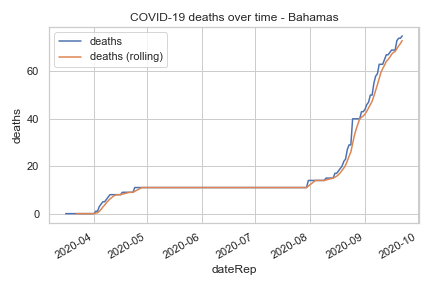 COVID-19 deaths over time - Bahamas
deaths
deaths (rolling)
deaths
60
40
20
0
2020-04
2020-05
2020-06
2020-07
2020-08
2020-09
2020-10
dateRep